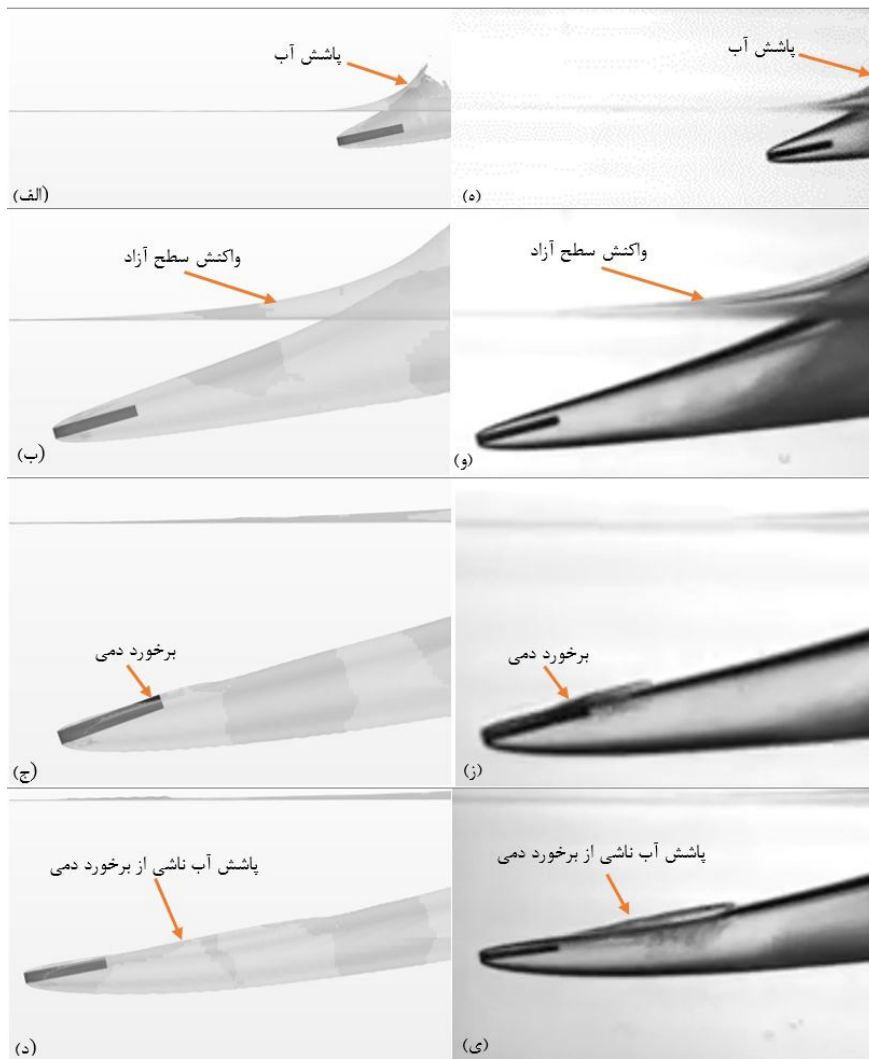 پاشش آب
پاشش آب
(الف)
(ه)
واکنش سطح آزاد
واکنش سطح آزاد
(ب)
(و)
برخورد دمی
برخورد دمی
(ج)
(ز)
پاشش آب ناشی از برخورد دمی
پاشش آب ناشی از برخورد دمی
(د)
(ی)